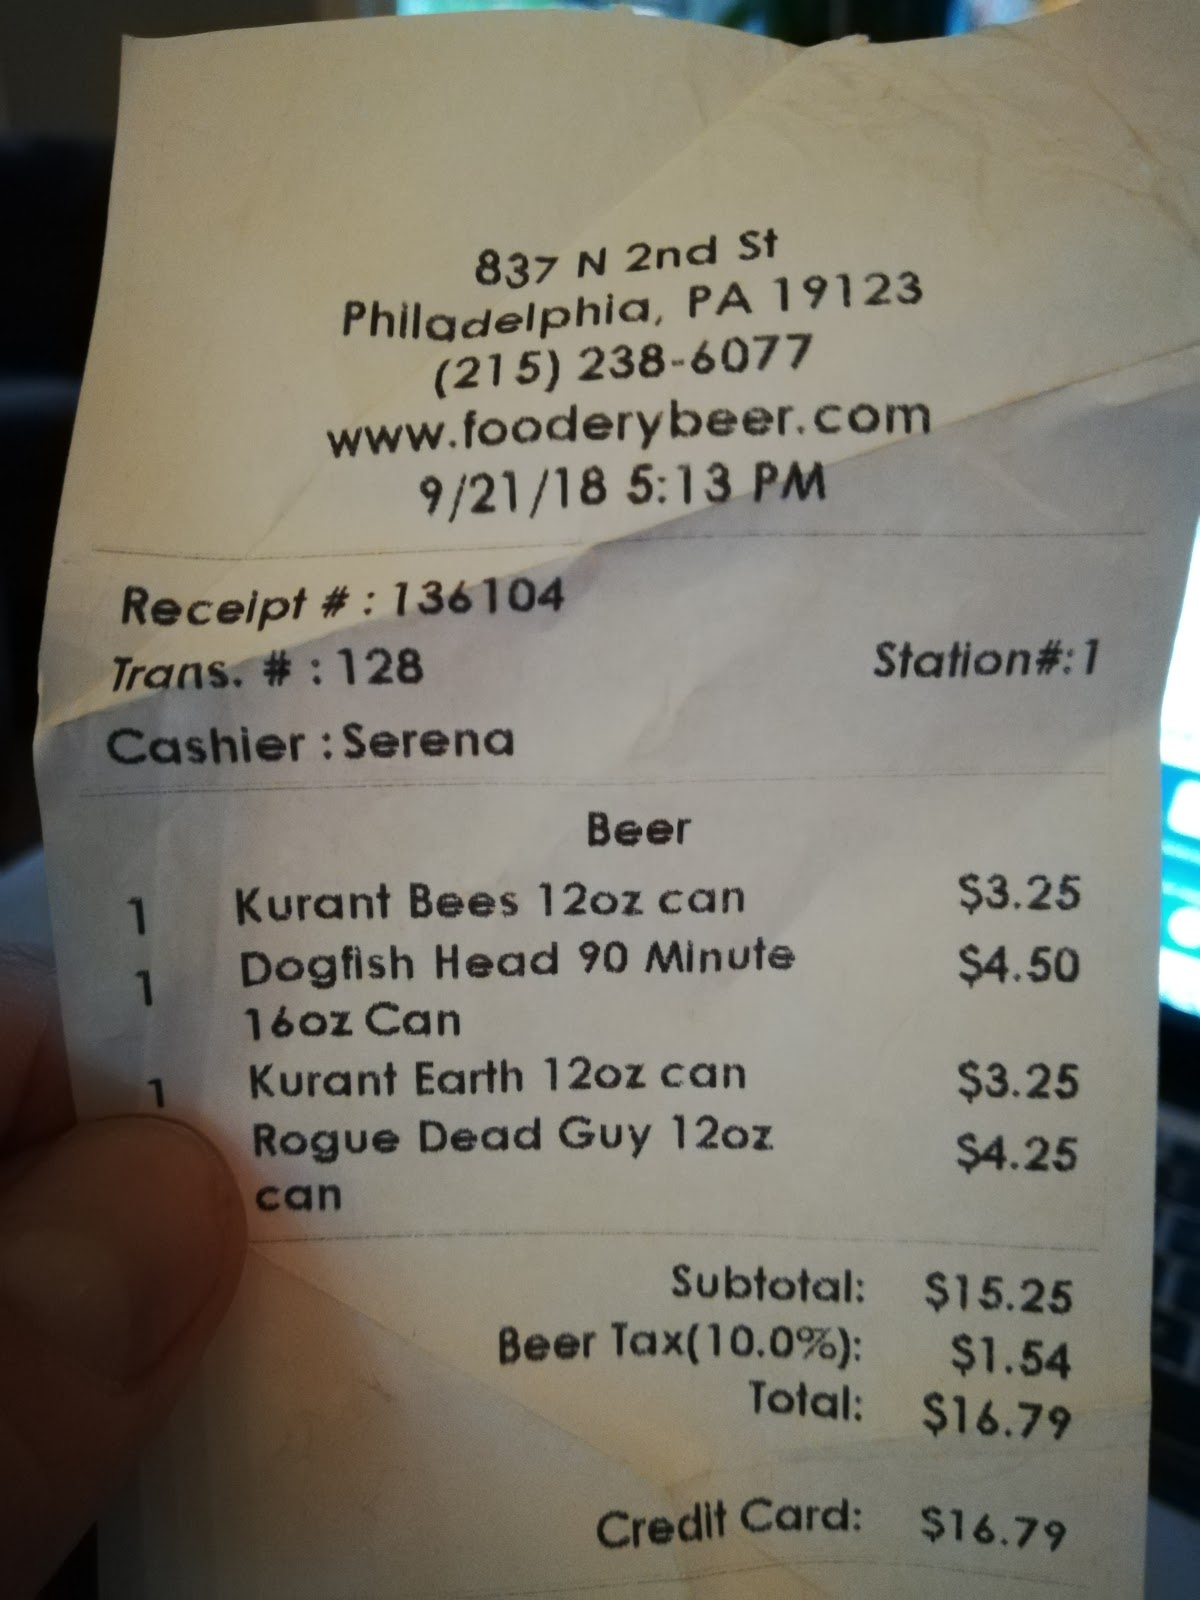 837 N 2nd St
Philadelphia, PA 19123
(215) 238-6077
www.fooderybeer.com
9/21/18 5:13 PM
Receipt # : 136104
Trans. # : 128 Station#:1
Cashier : Serena
Beer
1 Kurant Bees 12oz can $3.25
1 Dogfish Head 90 Minute $4.50
16oz Can
1 Kurant Earth 12oz can $3.25
Rogue Dead Guy 12oz $4.25
can
Subtotal: $15.25
Beer Tax(10.0%): $1.54
Total: $16.79
Credit Card: $16.79